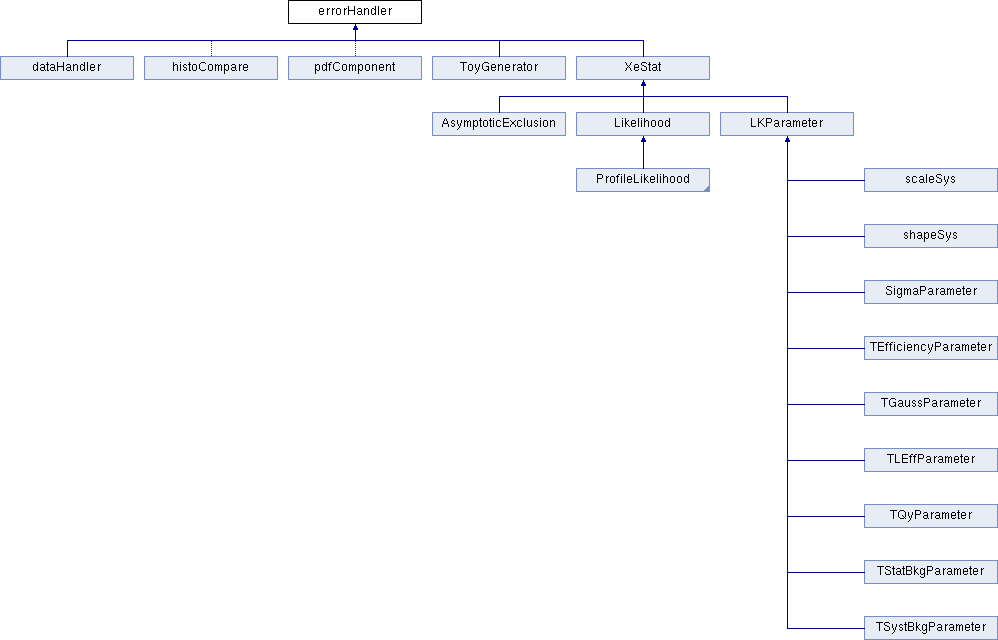 errorHandler
dataHandler
histoCompare
pdfComponent
ToyGenerator
XeStat
AsymptoticExclusion
Likelihood
LKParameter
ProfileLikelihood
scaleSys
shapeSys
SigmaParameter
TEfficiencyParameter
TGaussParameter
TLEffParameter
TQyParameter
TStatBkgParameter
TSystBkgParameter